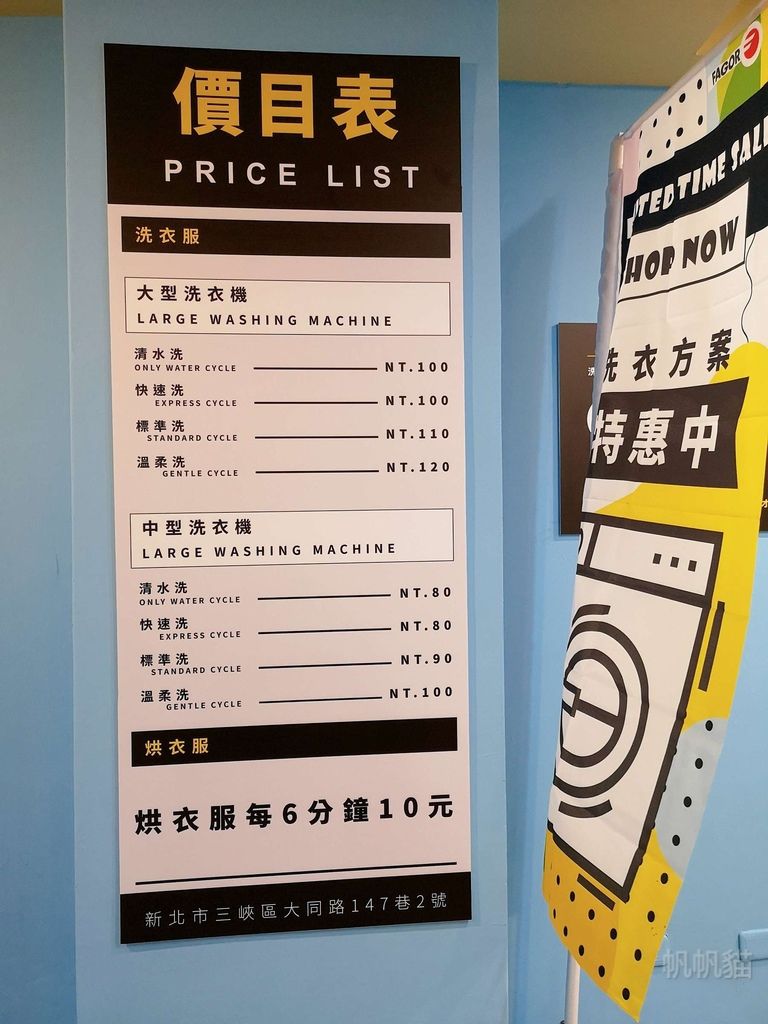 價目表
PRICE LIST
洗衣服
大型洗衣機
LARGE WASHING MACHINE
清水洗
ONLY WATER CYCLE NT.100
快速洗
EXPRESS CYCLE NT.100
標準洗
STANDARD CYCLE NT.110
溫柔洗
GENTLE CYCLE NT.120
中型洗衣機
LARGE WASHING MACHINE
清水洗
ONLY WATER CYCLE NT.80
快速洗
EXPRESS CYCLE NT.80
標準洗
STANDARD CYCLE NT.90
溫柔洗
GENTLE CYCLE NT.100
烘衣服
烘衣服每6分鐘10元
新北市三峽區大同路147巷2號
FAGOR
ITED TIME SAL
HOP NOW
洗衣方案
特惠中
帆帆貓